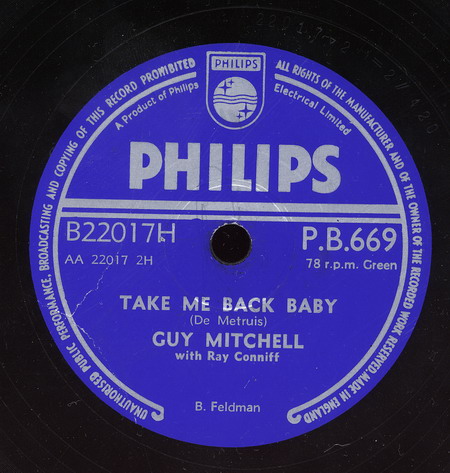 UNAUTHORISED PUBLIC PERFORMANCE, BROADCASTING AND COPYING OF THIS RECORD PROHIBITED
ALL RIGHTS OF THE MANUFACTURER AND OF THE OWNER OF THE RECORDED WORK RESERVED. MADE IN ENGLAND
PHILIPS
A Product of Philips
Electrical Limited
PHILIPS
B22017H
P.B.669
AA 22017 2H
78 r.p.m. Green
TAKE ME BACK BABY
(De Metruis)
GUY MITCHELL
with Ray Conniff
B. Feldman